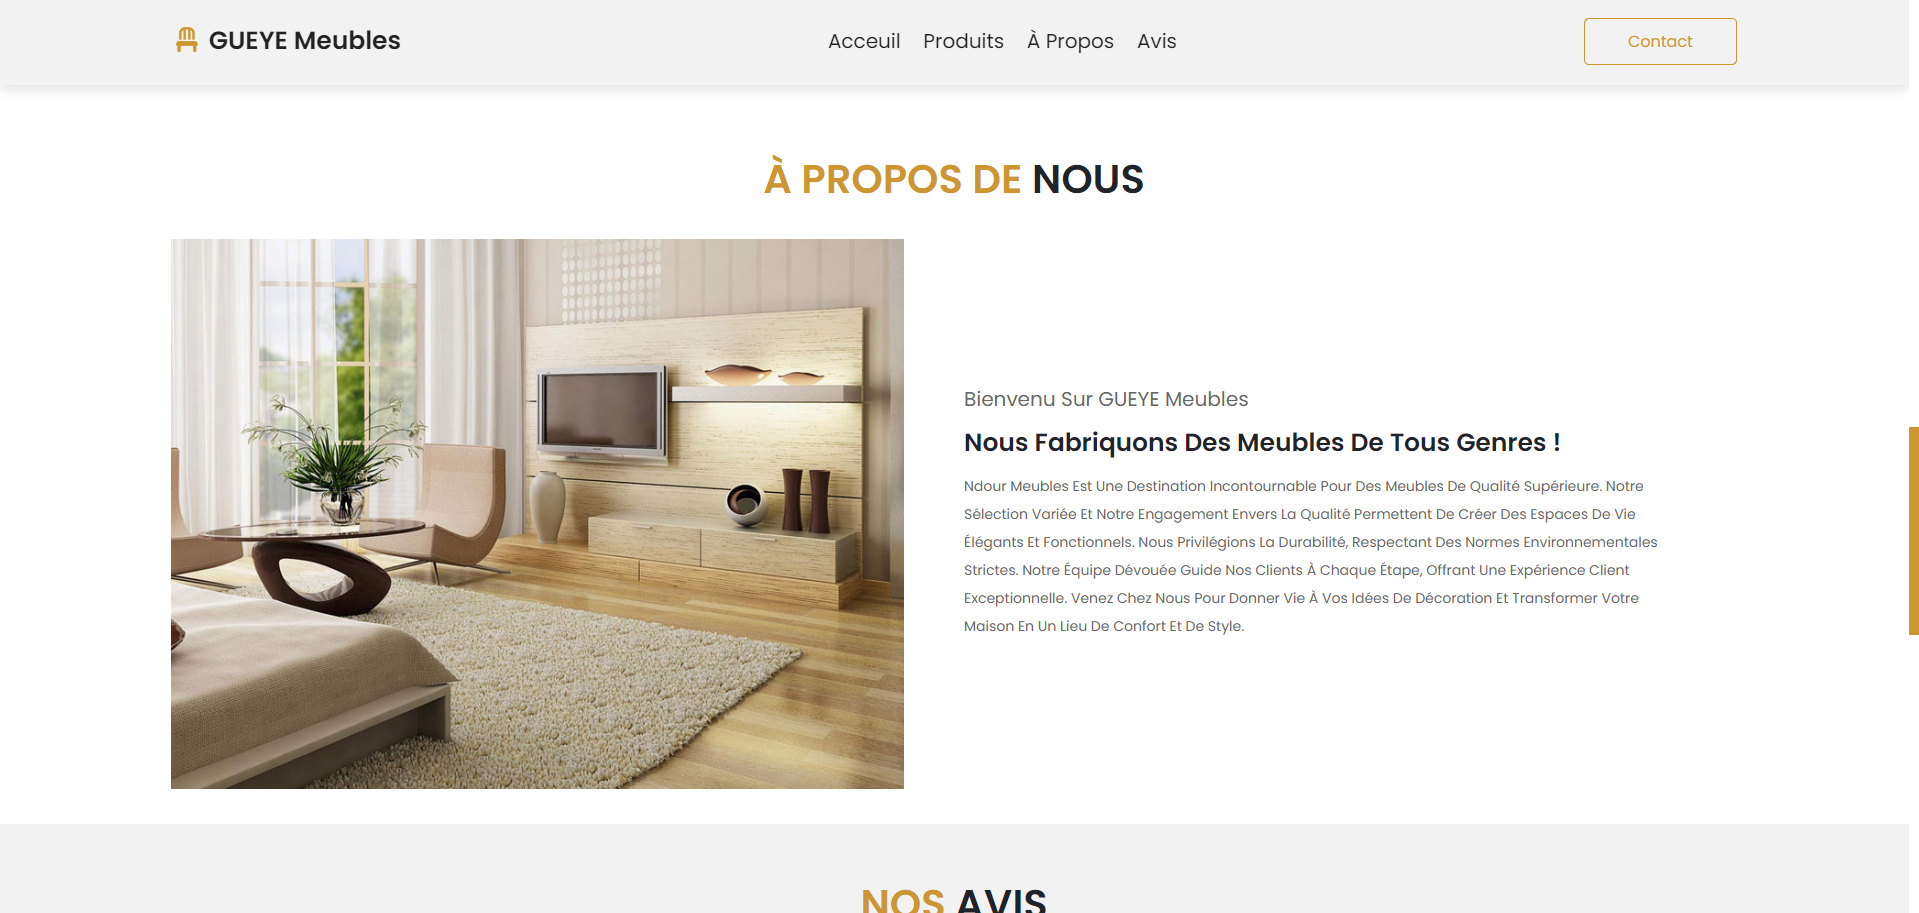 GUEYE Meubles
Acceuil
Produits
À Propos
Avis
Contact
À PROPOS DE NOUS
Bienvenu Sur GUEYE Meubles
Nous Fabriquons Des Meubles De Tous Genres !
Ndour Meubles Est Une Destination Incontournable Pour Des Meubles De Qualité Supérieure. Notre
Sélection Variée Et Notre Engagement Envers La Qualité Permettent De Créer Des Espaces De Vie
Élégants Et Fonctionnels. Nous Privilégions La Durabilité, Respectant Des Normes Environnementales
Strictes. Notre Équipe Dévouée Guide Nos Clients À Chaque Étape, Offrant Une Expérience Client
Exceptionnelle. Venez Chez Nous Pour Donner Vie À Vos Idées De Décoration Et Transformer Votre
Maison En Un Lieu De Confort Et De Style.
NOS AVIS